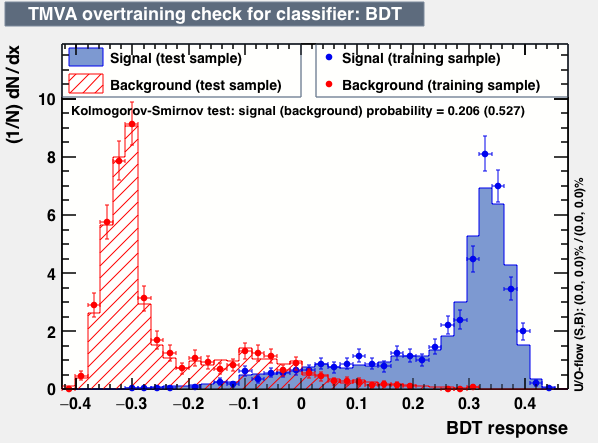 TMVA overtraining check for classifier: BDT
(1/N) dN / dx
Signal (test sample)
Background (test sample)
Signal (training sample)
Background (training sample)
Kolmogorov-Smirnov test: signal (background) probability = 0.206 (0.527)
10
8
6
4
2
0
−0.4 −0.3 −0.2 −0.1 0 0.1 0.2 0.3 0.4
BDT response
U/O-flow (S,B): (0.0, 0.0)% / (0.0, 0.0)%